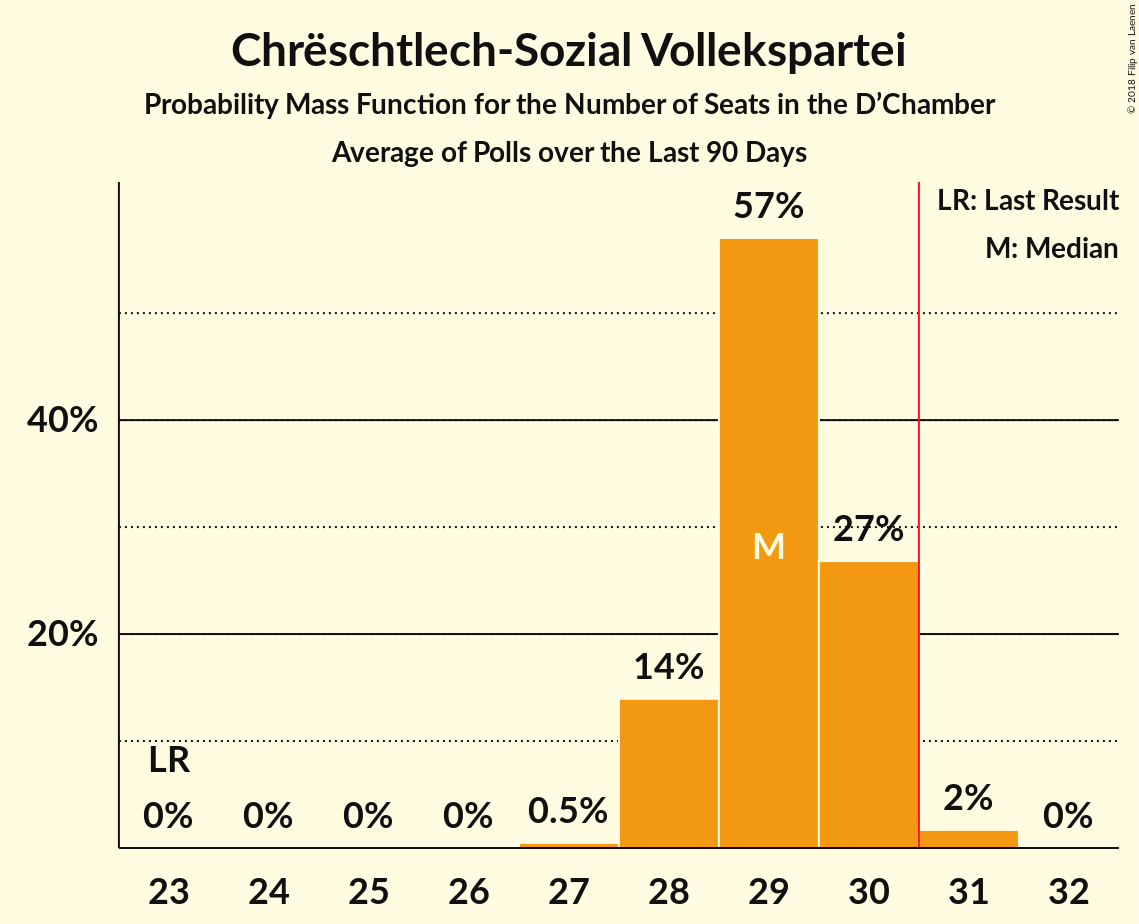 Chrëschtlech-Sozial Vollekspartei
Probability Mass Function for the Number of Seats in the D’Chamber
Average of Polls over the Last 90 Days
© 2018 Filip van Laenen
LR: Last Result
M: Median
57%
40%
M
27%
20%
14%
LR
0% 0% 0% 0% 0.5% 2% 0%
23 24 25 26 27 28 29 30 31 32